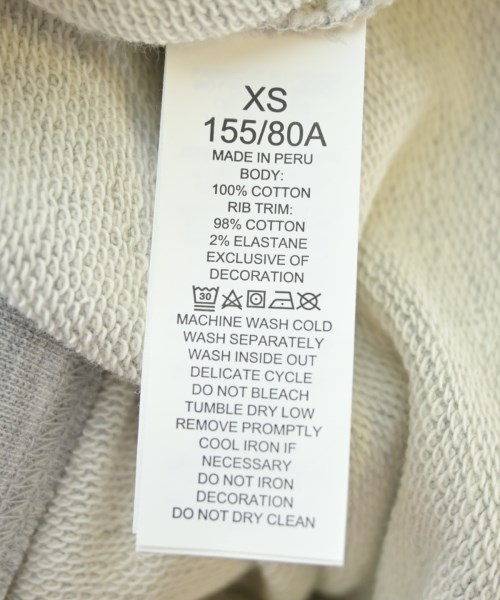 XS
155/80A
MADE IN PERU
BODY:
100% COTTON
RIB TRIM:
98% COTTON
2% ELASTANE
EXCLUSIVE OF
DECORATION
30
MACHINE WASH COLD
WASH SEPARATELY
WASH INSIDE OUT
DELICATE CYCLE
DO NOT BLEACH
TUMBLE DRY LOW
REMOVE PROMPTLY
COOL IRON IF
NECESSARY
DO NOT IRON
DECORATION
DO NOT DRY CLEAN